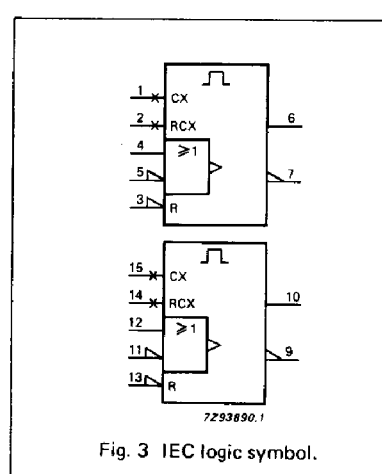 1 CX
2 RCX
6
4 ≥1
5
7
3 R
15 CX
14 RCX
10
12 ≥1
11
9
13 R
7Z93890.1
Fig. 3 IEC logic symbol.